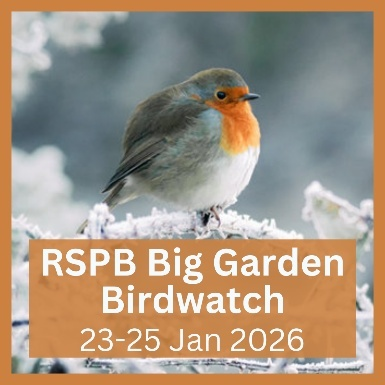 RSPB Big Garden
Birdwatch
23-25 Jan 2026